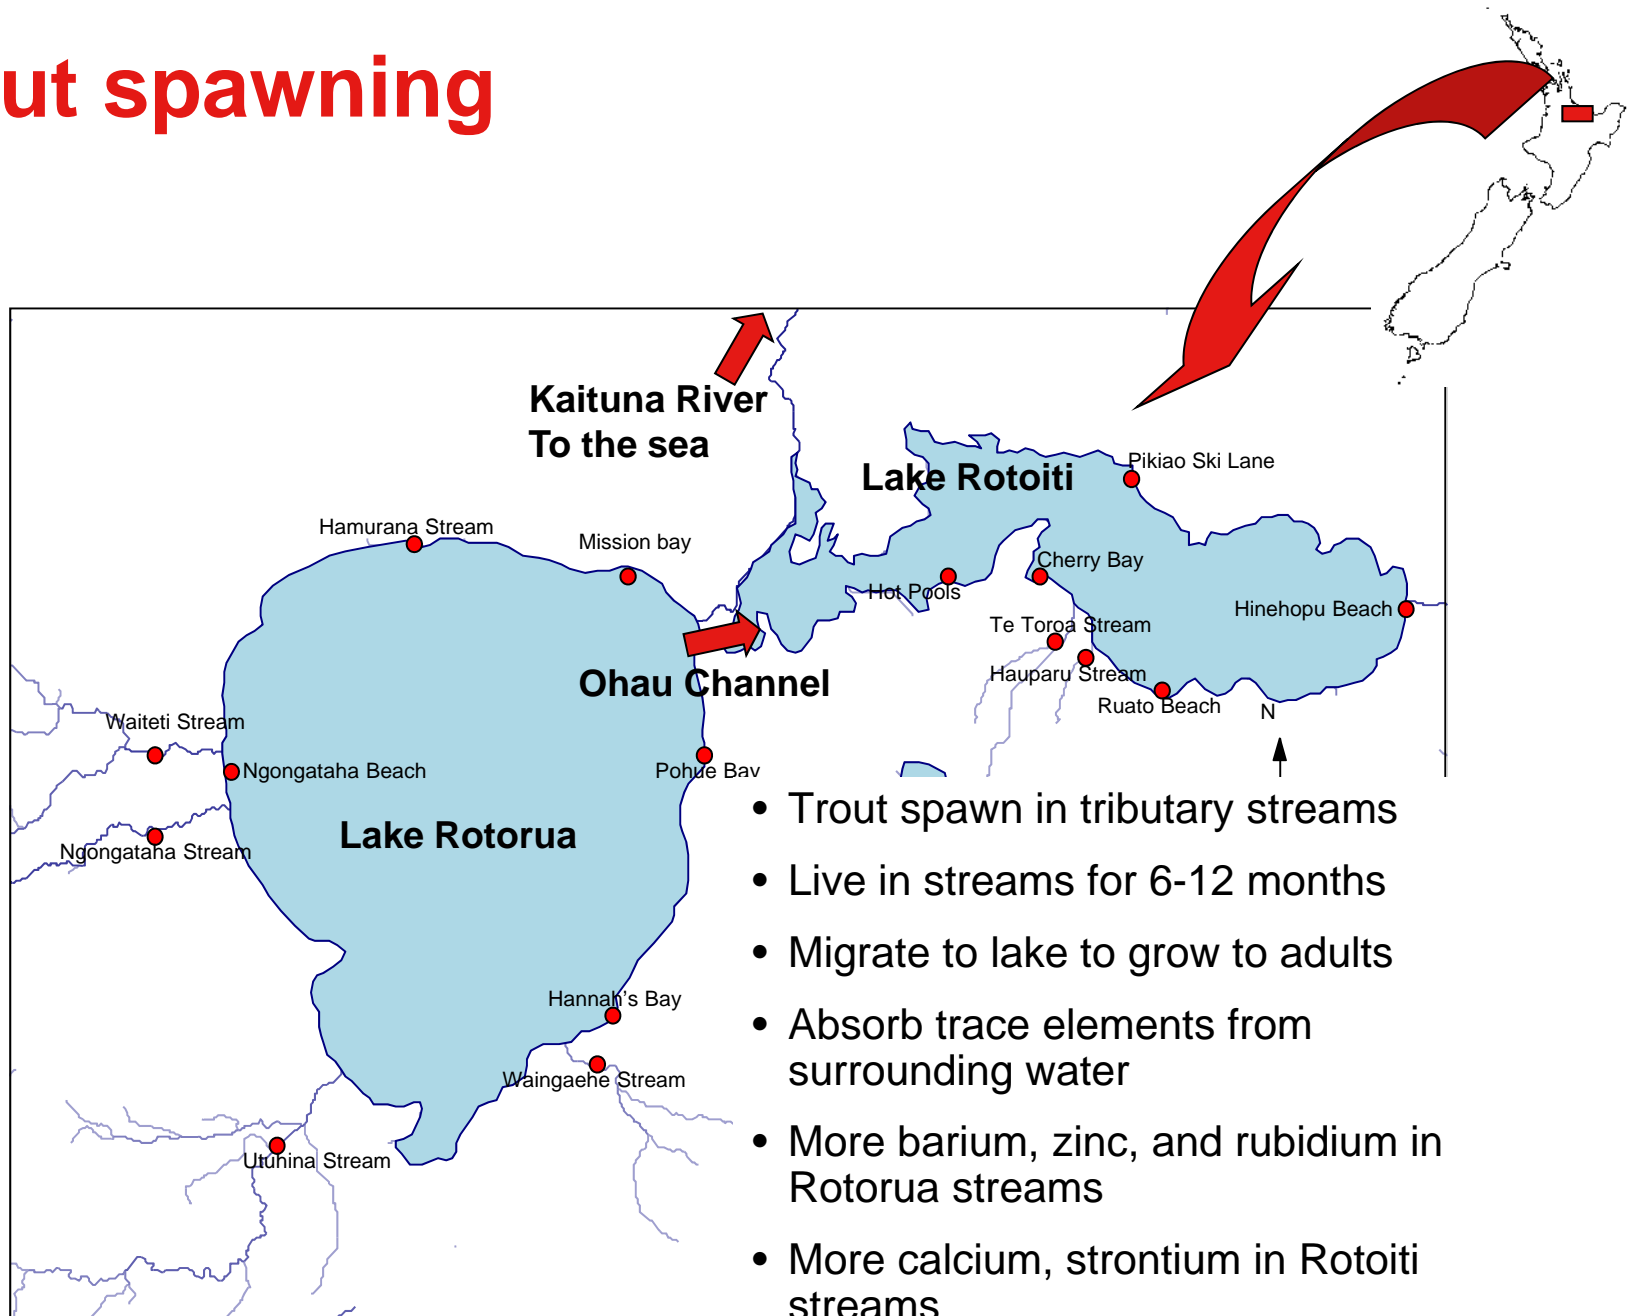 ut spawning
Kaituna River
To the sea
Lake Rotoiti
Pikiao Ski Lane
Hamurana Stream
Mission bay
Cherry Bay
Hot Pools
Hinehopu Beach
Te Toroa Stream
Hauparu Stream
Ohau Channel
Ruato Beach
N
Waiteti Stream
Ngongataha Beach
Pohue Bay
Lake Rotorua
Ngongataha Stream
• Trout spawn in tributary streams
• Live in streams for 6-12 months
• Migrate to lake to grow to adults
Hannah's Bay
• Absorb trace elements from
surrounding water
Waingaehe Stream
• More barium, zinc, and rubidium in
Rotorua streams
Utuhina Stream
• More calcium, strontium in Rotoiti
streams